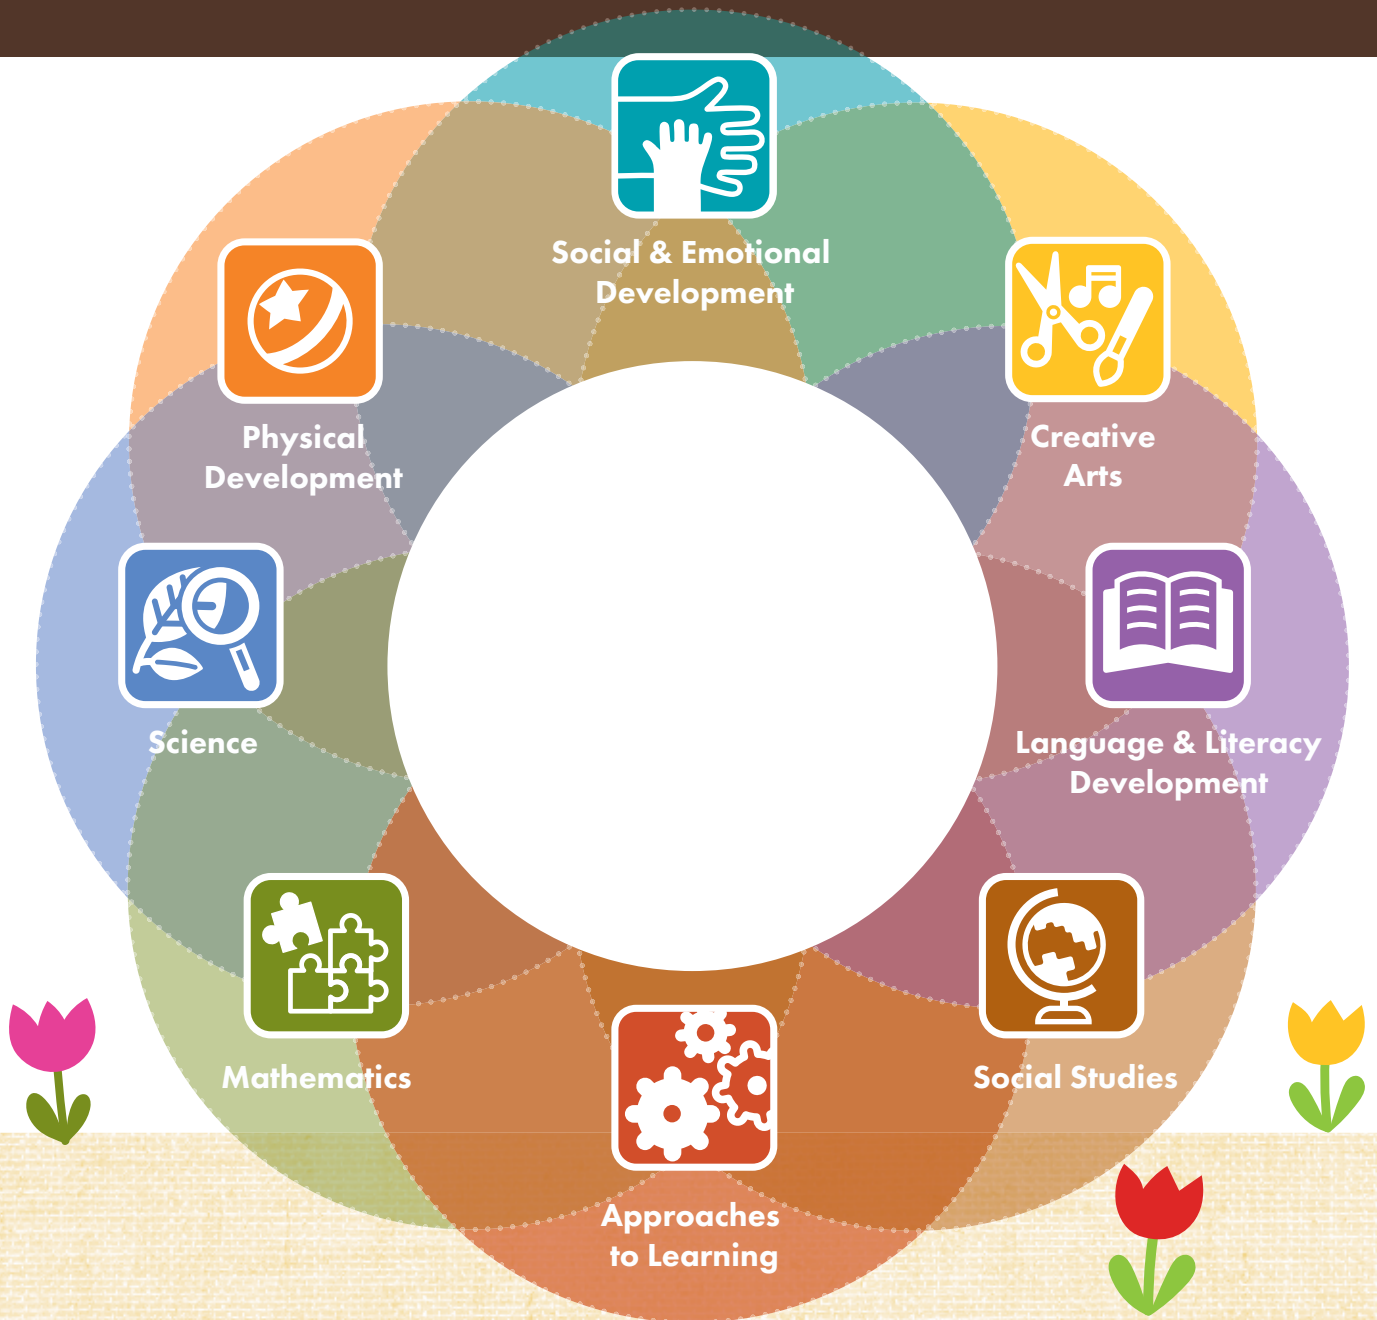 Social & Emotional
Development
Physical
Development
Creative
Arts
Science
Language & Literacy
Development
Mathematics
Social Studies
Approaches
to Learning